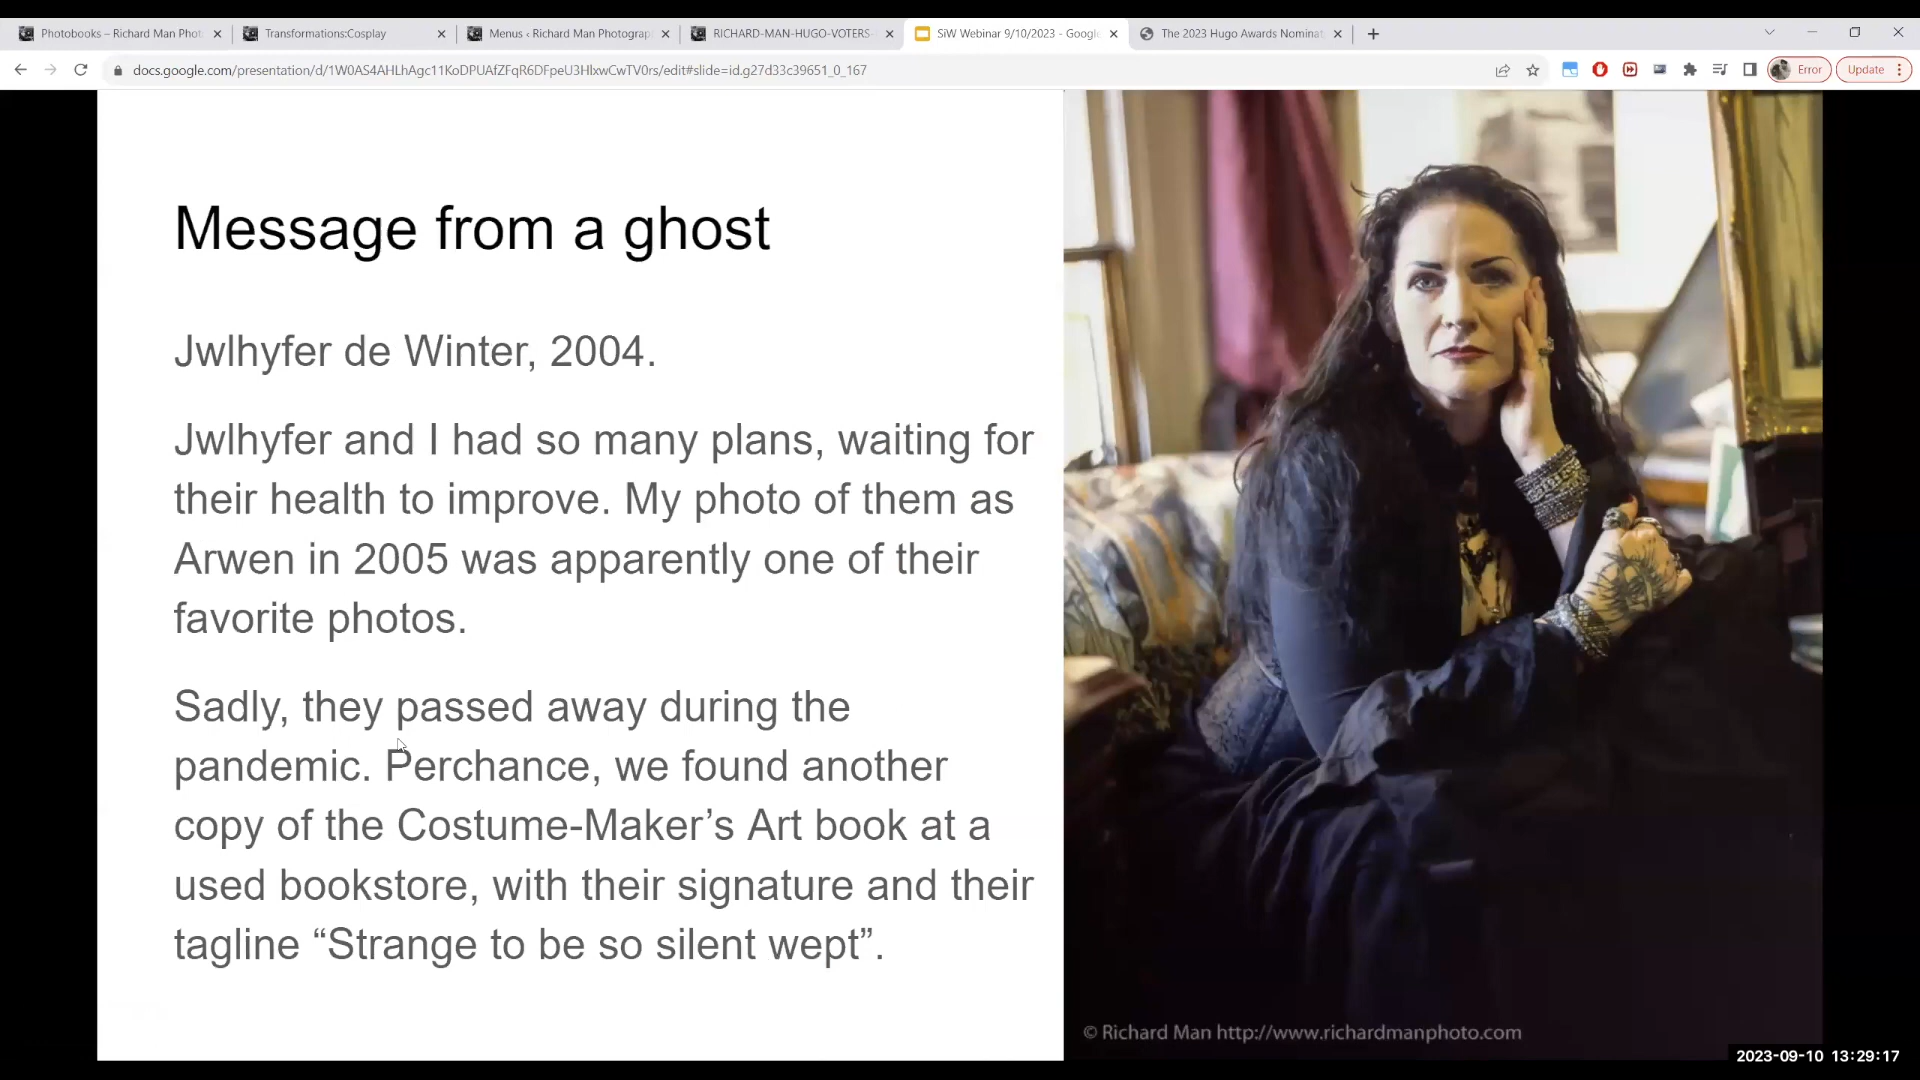 Photobooks – Richard Man Phot
Transformations:Cosplay
Menus ‹ Richard Man Photograp
RICHARD-MAN-HUGO-VOTERS-
SiW Webinar 9/10/2023 - Google
The 2023 Hugo Awards Nominat
docs.google.com/presentation/d/1W0AS4AHLhAgc11KoDPUAfZFqR6DFpeU3HlxwCwTV0rs/edit#slide=id.g27d33c39651_0_167
Error
Update
Message from a ghost
Jwlhyfer de Winter, 2004.
Jwlhyfer and I had so many plans, waiting for
their health to improve. My photo of them as
Arwen in 2005 was apparently one of their
favorite photos.
Sadly, they passed away during the
pandemic. Perchance, we found another
copy of the Costume-Maker’s Art book at a
used bookstore, with their signature and their
tagline “Strange to be so silent wept”.
© Richard Man http://www.richardmanphoto.com
2023-09-10 13:29:17